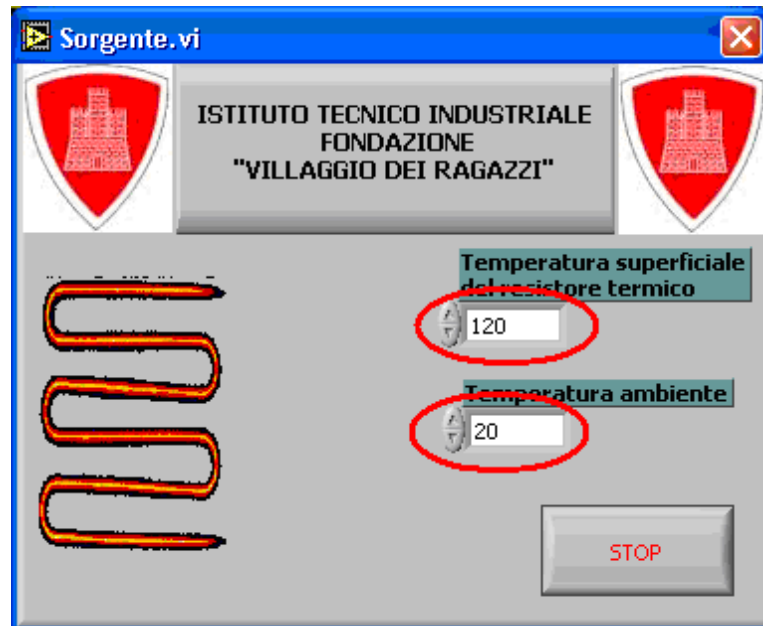 Sorgente.vi
ISTITUTO TECNICO INDUSTRIALE
FONDAZIONE
"VILLAGGIO DEI RAGAZZI"
Temperatura superficiale
del resistore termico
120
Temperatura ambiente
20
STOP